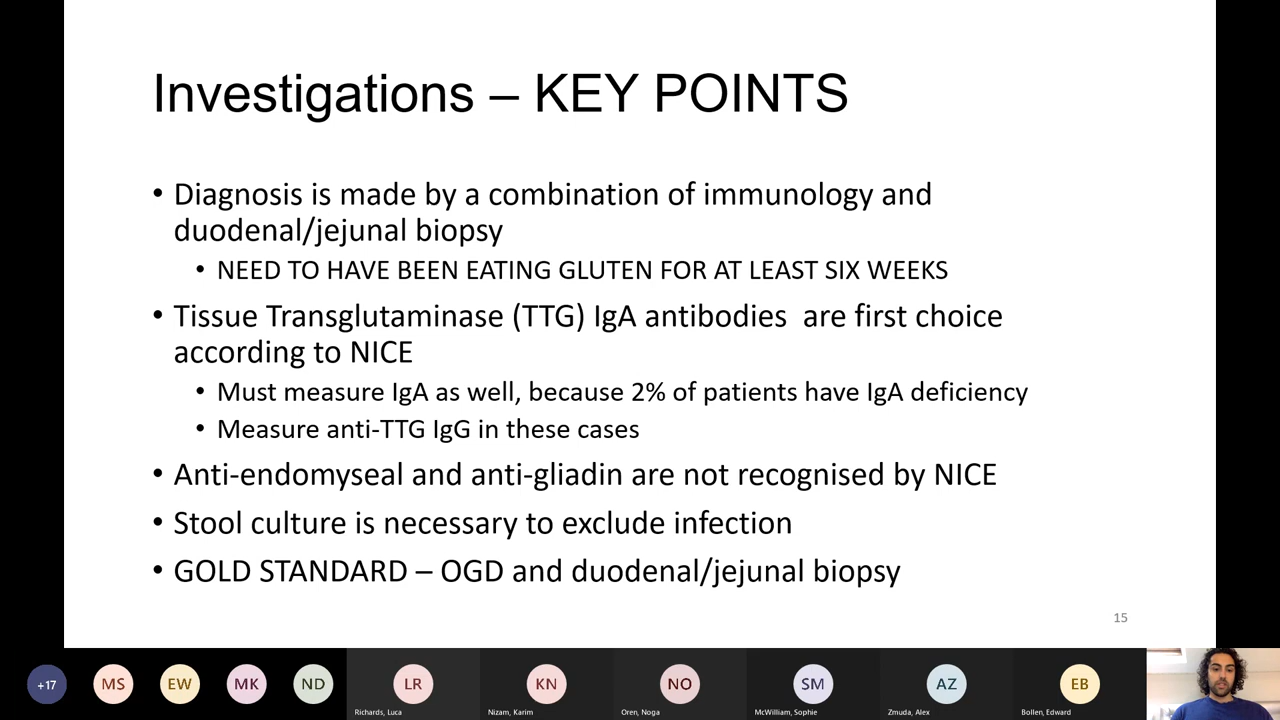 Investigations – KEY POINTS
• Diagnosis is made by a combination of immunology and
duodenal/jejunal biopsy
• NEED TO HAVE BEEN EATING GLUTEN FOR AT LEAST SIX WEEKS
• Tissue Transglutaminase (TTG) IgA antibodies  are first choice
according to NICE
• Must measure IgA as well, because 2% of patients have IgA deficiency
• Measure anti-TTG IgG in these cases
• Anti-endomyseal and anti-gliadin are not recognised by NICE
• Stool culture is necessary to exclude infection
• GOLD STANDARD – OGD and duodenal/jejunal biopsy
15
+17 MS EW MK ND LR KN NO SM AZ EB
Richards, Luca Nizam, Karim Oren, Noga McWilliam, Sophie Zmuda, Alex Bollen, Edward